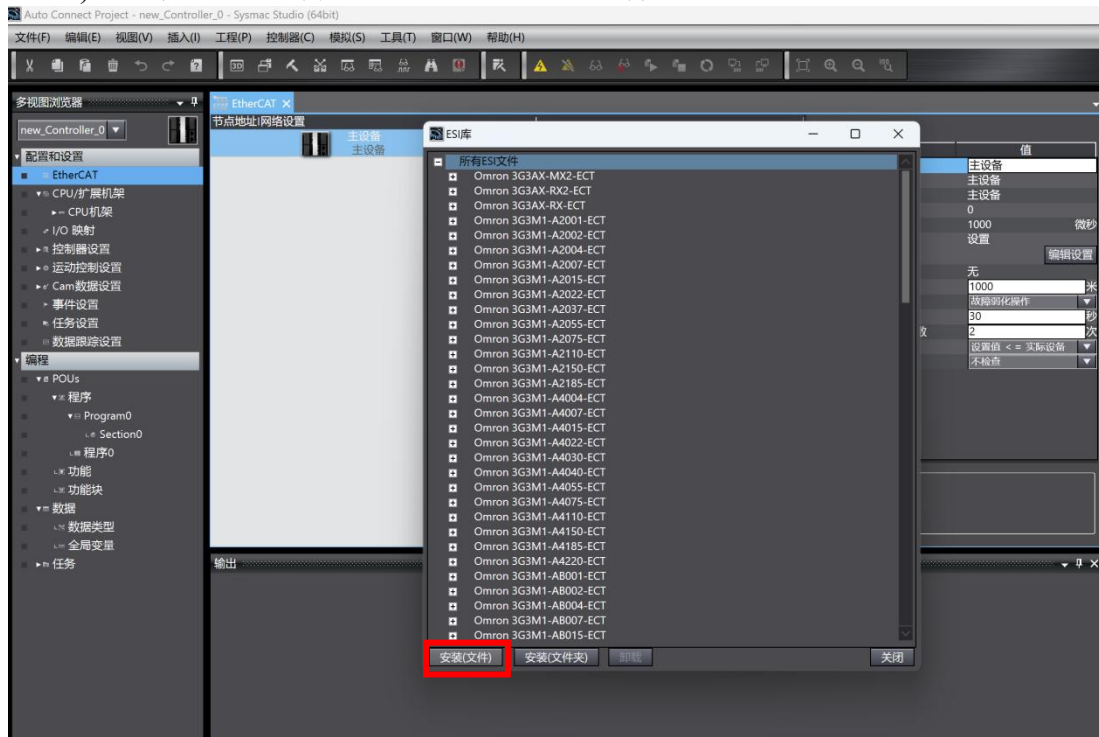 Auto Connect Project - new_Controller_0 - Sysmac Studio (64bit)
文件(F) 编辑(E) 视图(V) 插入(I) 工程(P) 控制器(C) 模拟(S) 工具(T) 窗口(W) 帮助(H)
多视图浏览器
new_Controller_0
配置和设置
EtherCAT
CPU/扩展机架
CPU机架
I/O 映射
控制器设置
运动控制设置
Cam数据设置
事件设置
任务设置
数据跟踪设置
编程
POUs
程序
Program0
Section0
程序0
功能
功能块
数据
数据类型
全局变量
任务
EtherCAT
节点地址|网络设置
主设备
主设备
ESI库
所有ESI文件
Omron 3G3AX-MX2-ECT
Omron 3G3AX-RX2-ECT
Omron 3G3AX-RX-ECT
Omron 3G3M1-A2001-ECT
Omron 3G3M1-A2002-ECT
Omron 3G3M1-A2004-ECT
Omron 3G3M1-A2007-ECT
Omron 3G3M1-A2015-ECT
Omron 3G3M1-A2022-ECT
Omron 3G3M1-A2037-ECT
Omron 3G3M1-A2055-ECT
Omron 3G3M1-A2075-ECT
Omron 3G3M1-A2110-ECT
Omron 3G3M1-A2150-ECT
Omron 3G3M1-A2185-ECT
Omron 3G3M1-A4004-ECT
Omron 3G3M1-A4007-ECT
Omron 3G3M1-A4015-ECT
Omron 3G3M1-A4022-ECT
Omron 3G3M1-A4030-ECT
Omron 3G3M1-A4040-ECT
Omron 3G3M1-A4055-ECT
Omron 3G3M1-A4075-ECT
Omron 3G3M1-A4110-ECT
Omron 3G3M1-A4150-ECT
Omron 3G3M1-A4185-ECT
Omron 3G3M1-A4220-ECT
Omron 3G3M1-AB001-ECT
Omron 3G3M1-AB002-ECT
Omron 3G3M1-AB004-ECT
Omron 3G3M1-AB007-ECT
Omron 3G3M1-AB015-ECT
安装(文件) 安装(文件夹) 卸载 关闭
值
主设备
主设备
主设备
0
1000 微秒
设置
编辑设置
无
1000 米
故障弱化操作
30 秒
数 2 次
设置值 <= 实际设备
不检查
输出